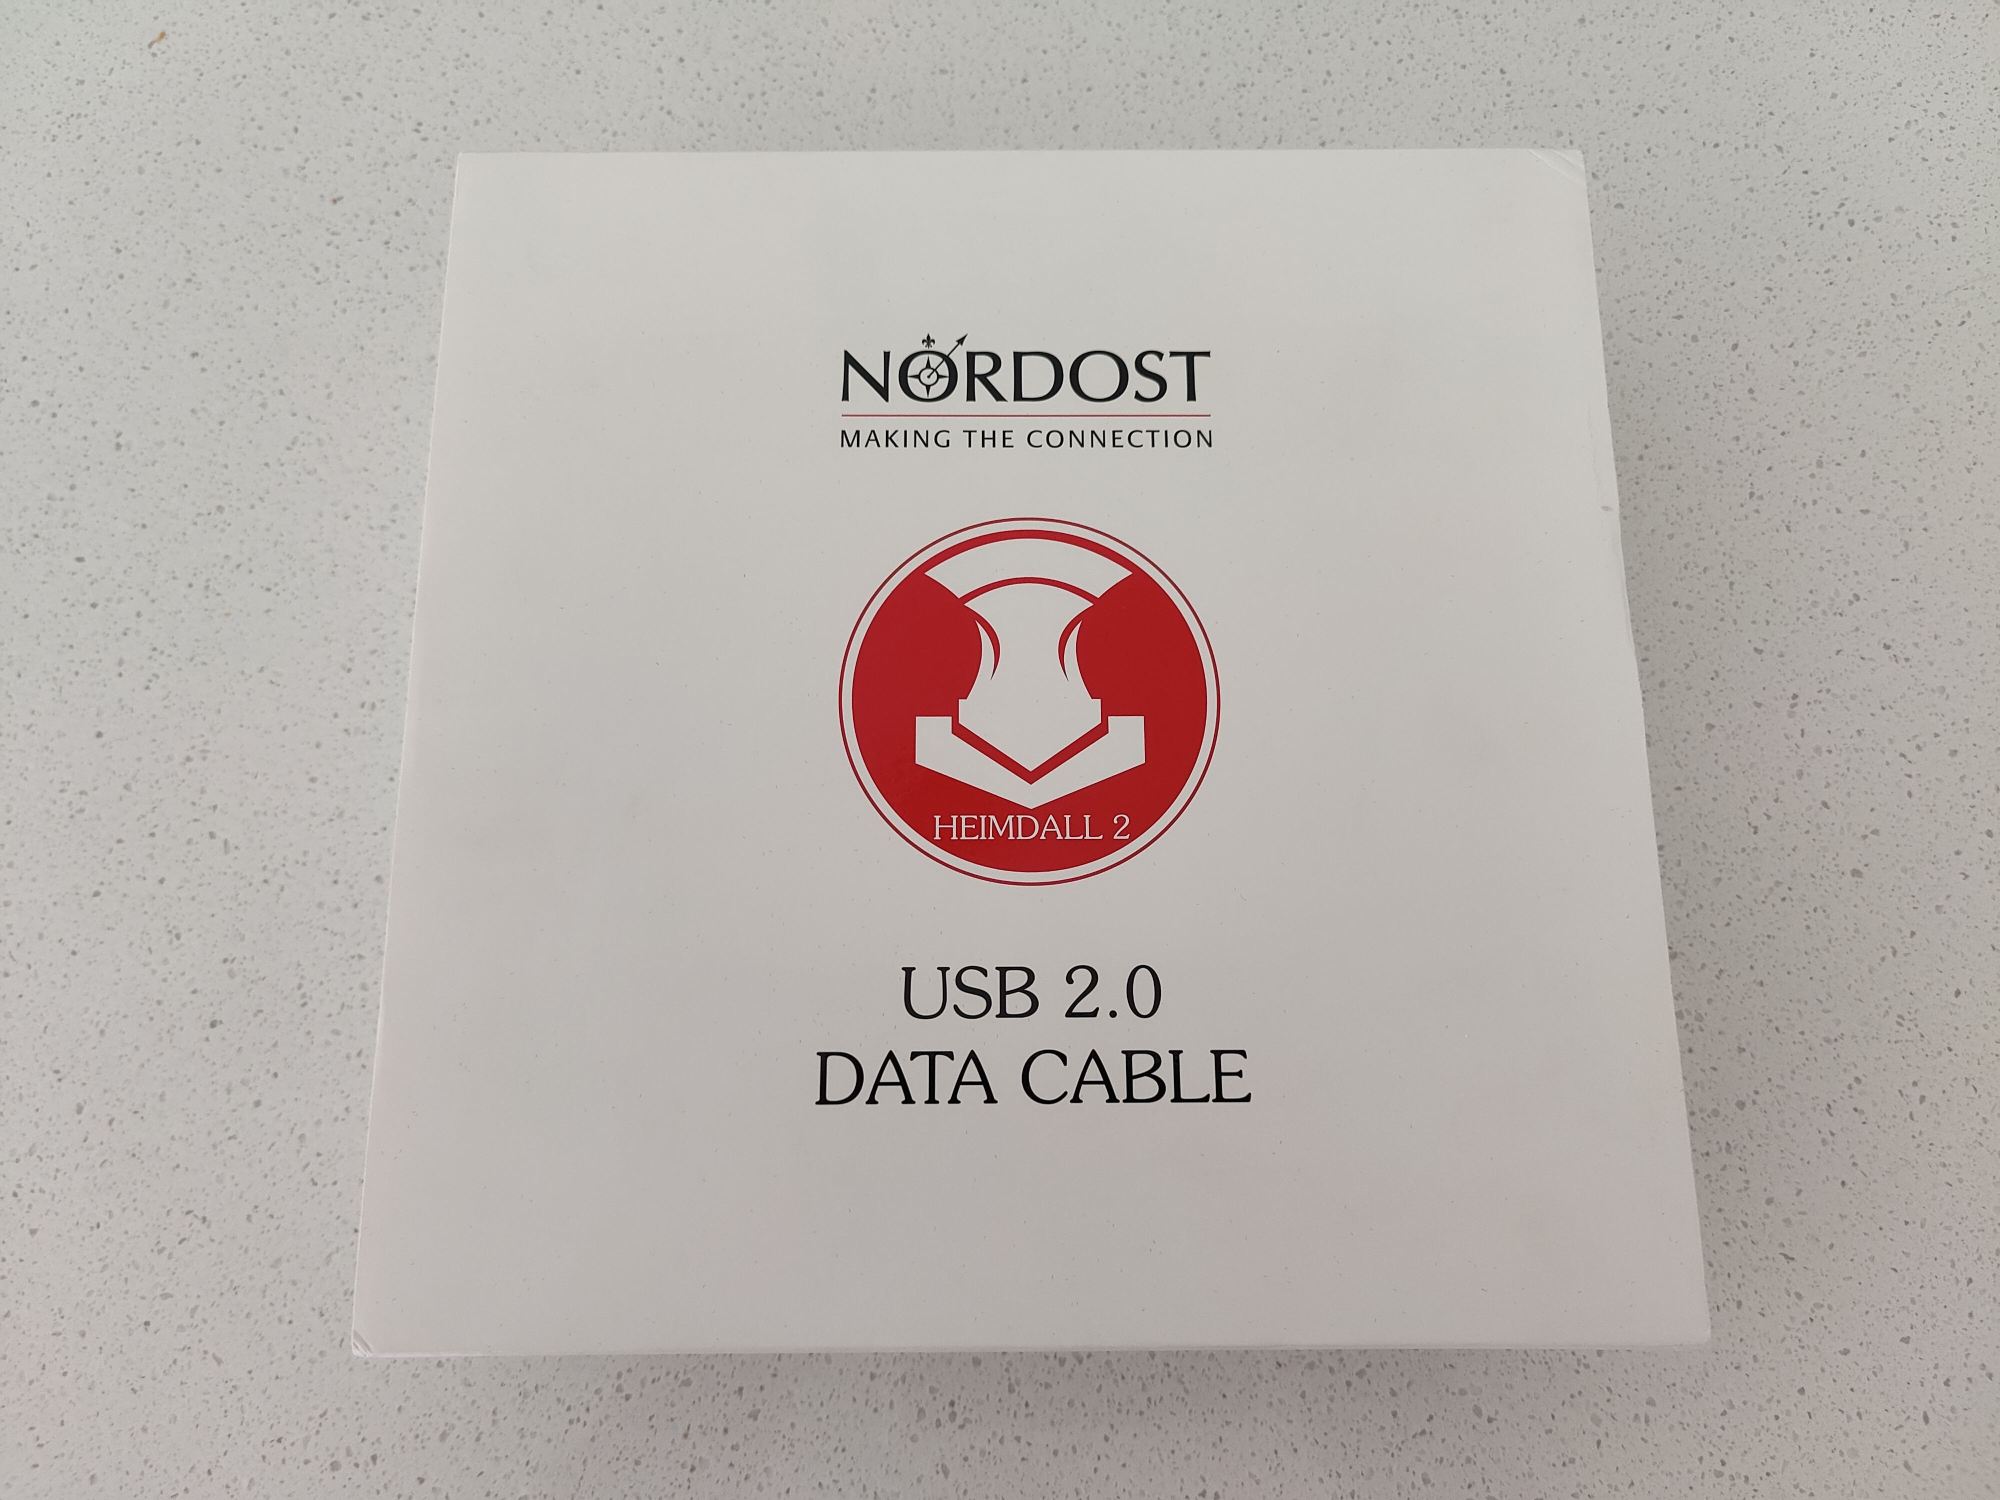 NORDOST
MAKING THE CONNECTION
HEIMDALL 2
USB 2.0
DATA CABLE